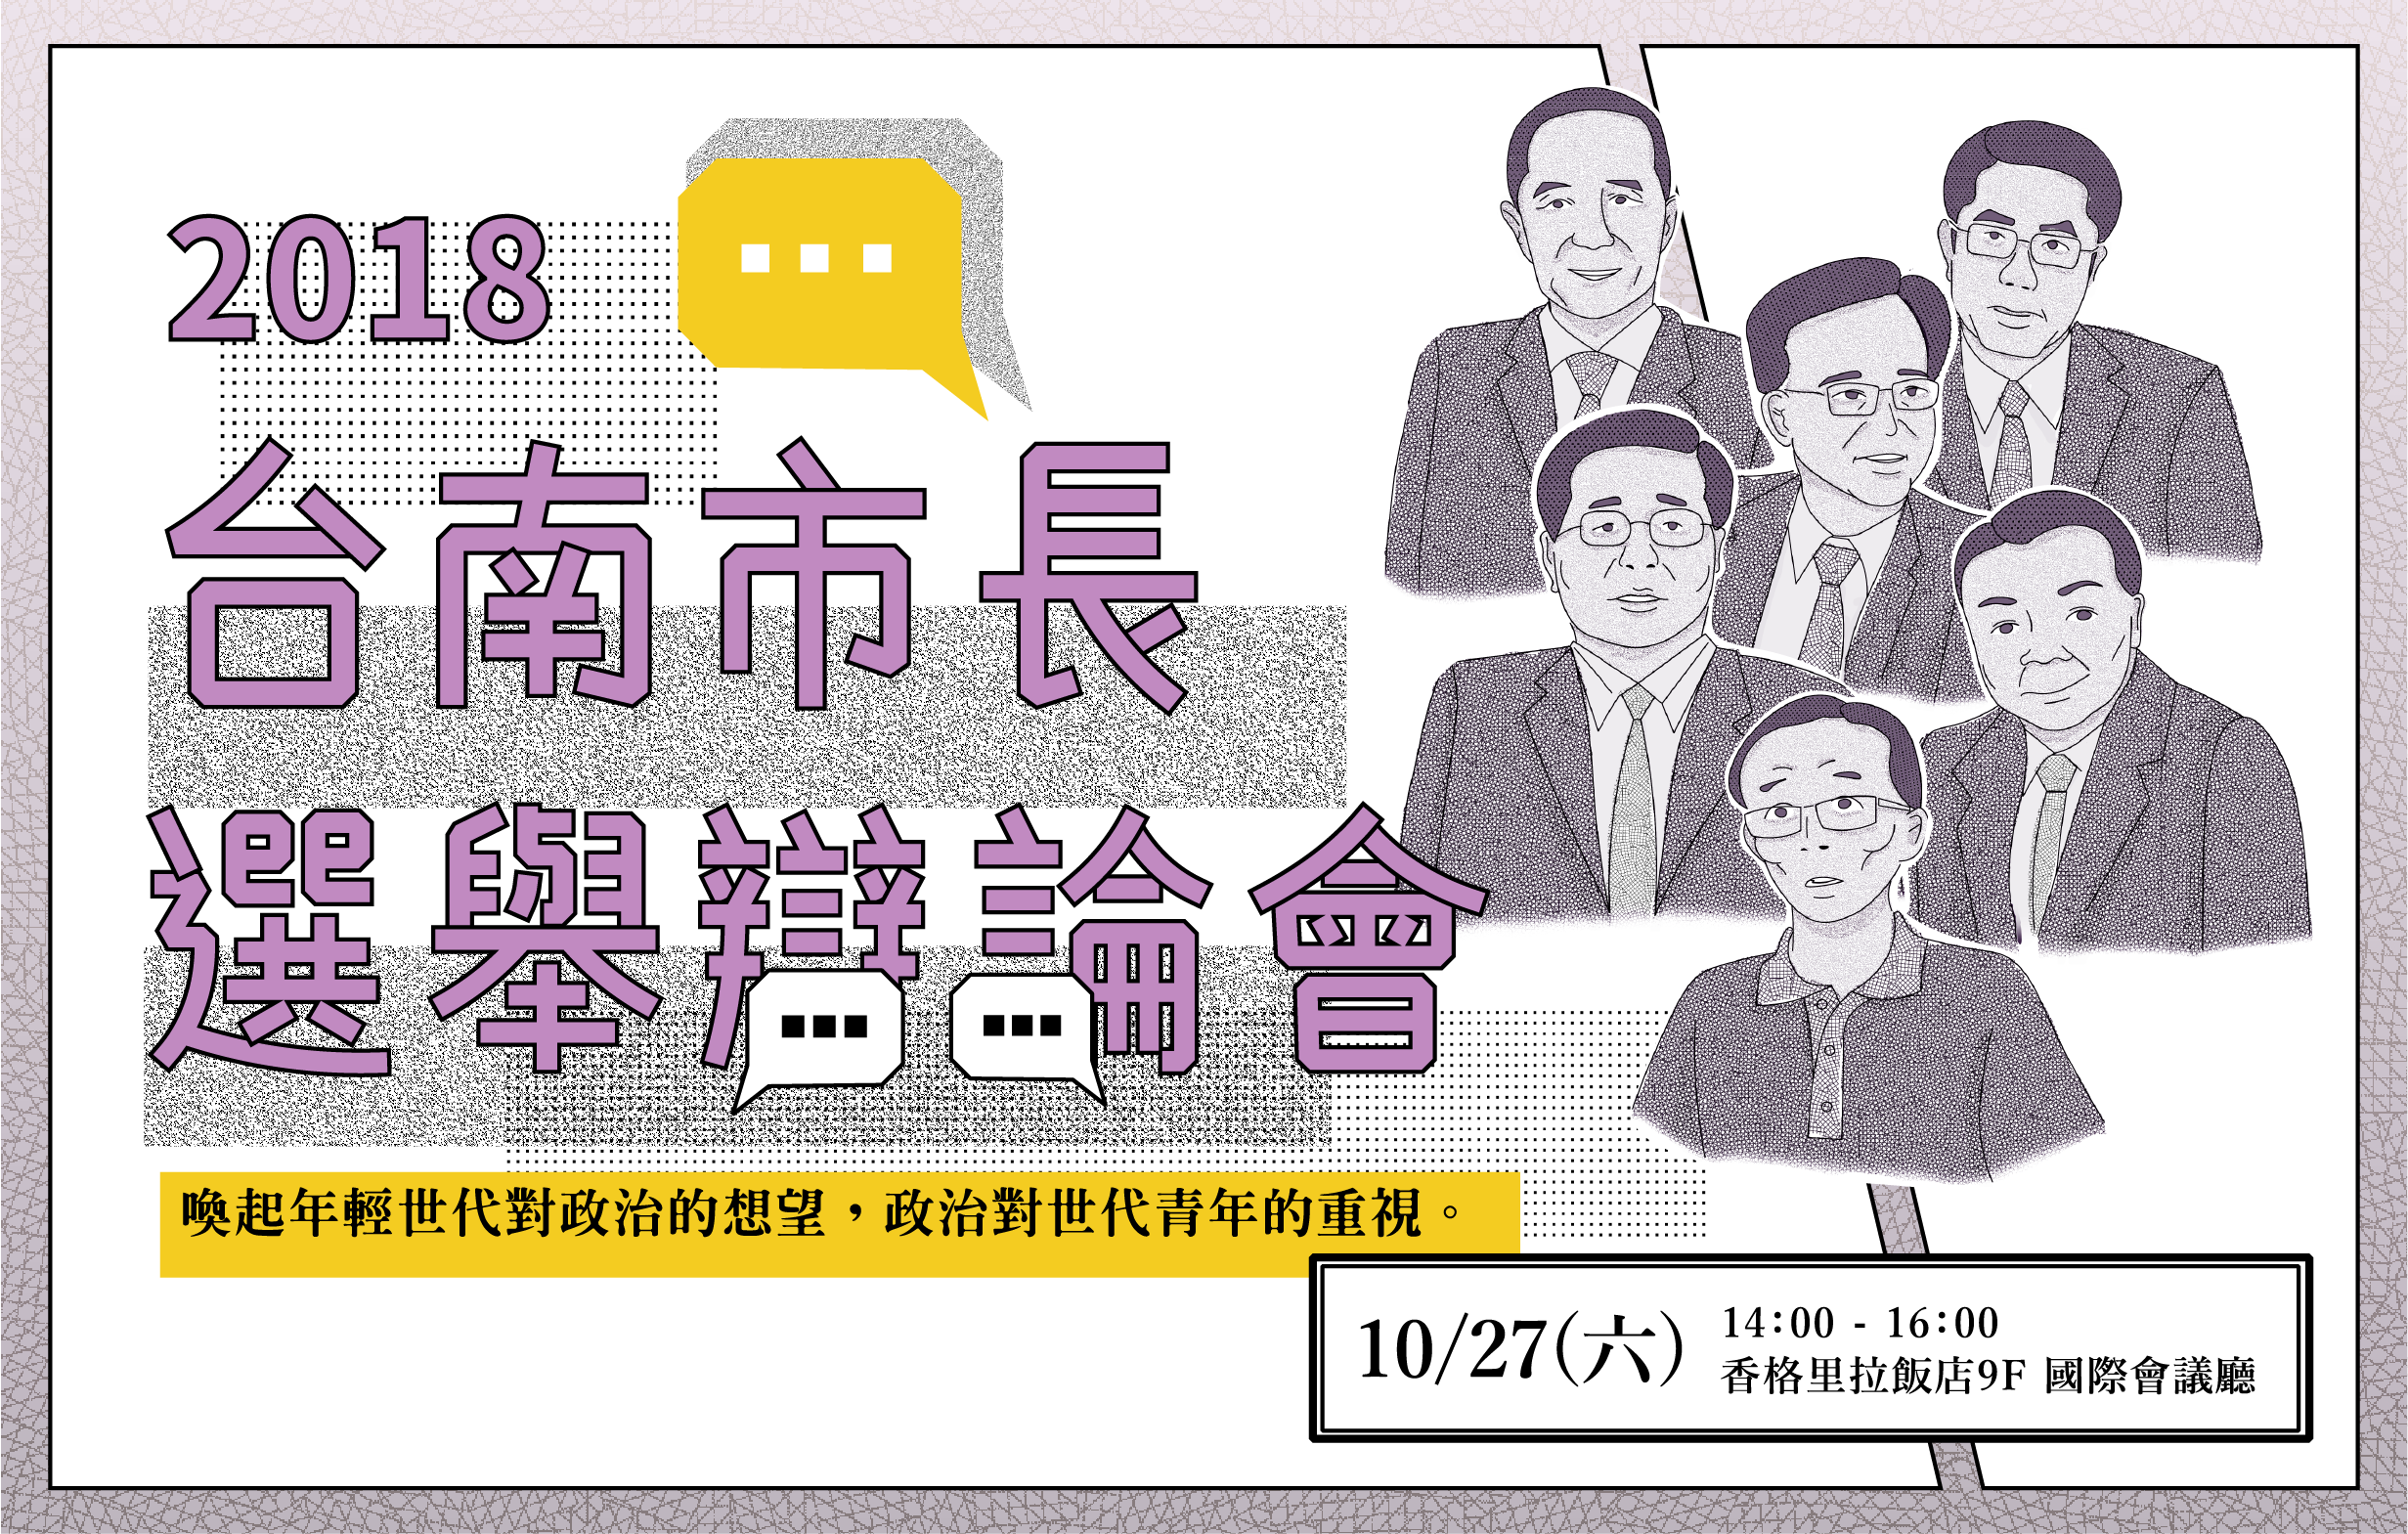 2018
台南市長
選舉辯論會
喚起年輕世代對政治的想望，政治對世代青年的重視。
10/27(六)
14:00 - 16:00
香格里拉飯店9F 國際會議廳